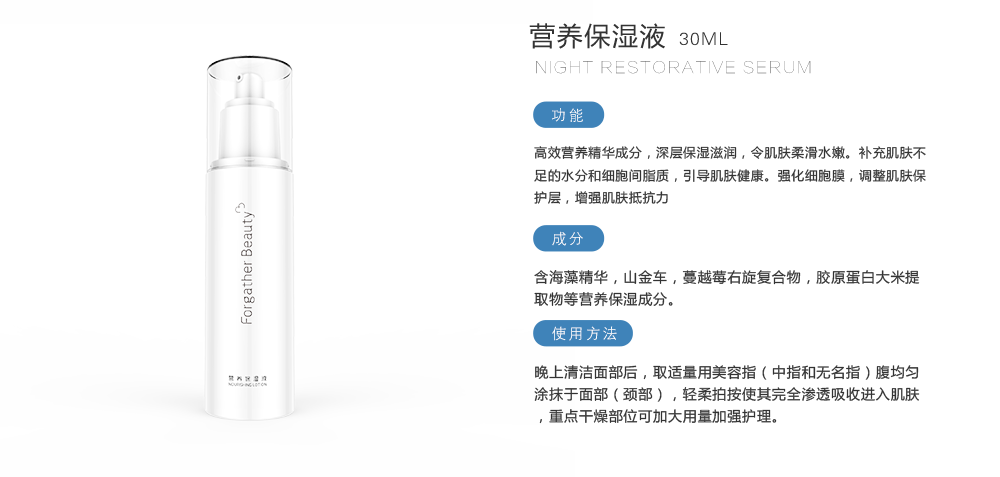 营养保湿液 30ML
NIGHT RESTORATIVE SERUM
功能
高效营养精华成分，深层保湿滋润，令肌肤柔滑水嫩。补充肌肤不
足的水分和细胞间脂质，引导肌肤健康。强化细胞膜，调整肌肤保
护层，增强肌肤抵抗力
成分
含海藻精华，山金车，蔓越莓右旋复合物，胶原蛋白大米提
取物等营养保湿成分。
使用方法
晚上清洁面部后，取适量用美容指（中指和无名指）腹均匀
涂抹于面部（颈部），轻柔拍按使其完全渗透吸收进入肌肤
，重点干燥部位可加大用量加强护理。
Forgather Beauty
营养保湿液